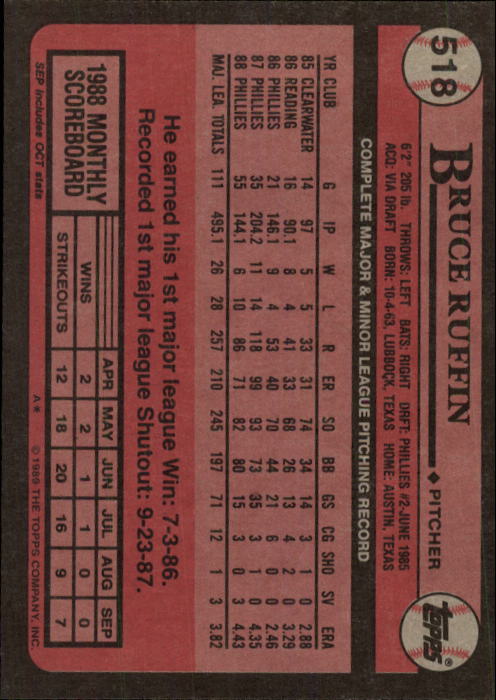 518
BRUCE RUFFIN ◆ PITCHER
topps
6'2" 205 lb. THROWS: LEFT BATS: RIGHT DRFT: PHILLIES #2-JUNE 1985
ACQ: VIA DRAFT BORN: 10-4-63, LUBBOCK, TEXAS HOME: AUSTIN, TEXAS
COMPLETE MAJOR & MINOR LEAGUE PITCHING RECORD
YR CLUB G IP W L R ER SO BB GS CG SHO SV ERA
85 CLEARWATER 14 97 5 5 33 31 74 34 14 3 1 0 2.88
86 READING 16 90.1 8 4 41 33 68 26 13 4 2 0 3.29
86 PHILLIES 21 146.1 9 4 53 40 70 44 21 6 0 0 2.46
87 PHILLIES 35 204.2 11 14 118 99 93 73 35 3 1 0 4.35
88 PHILLIES 55 144.1 6 10 86 71 82 80 15 3 0 3 4.43
MAJ. LEA. TOTALS 111 495.1 26 28 257 210 245 197 71 12 1 3 3.82
He earned his 1st major league Win: 7-3-86.
Recorded 1st major league Shutout: 9-23-87.
1988 MONTHLY
SCOREBOARD
APR MAY JUN JUL AUG SEP
WINS 2 2 1 1 0 0
STRIKEOUTS 12 18 20 16 9 7
SEP includes OCT stats
A* © 1989 THE TOPPS COMPANY, INC.